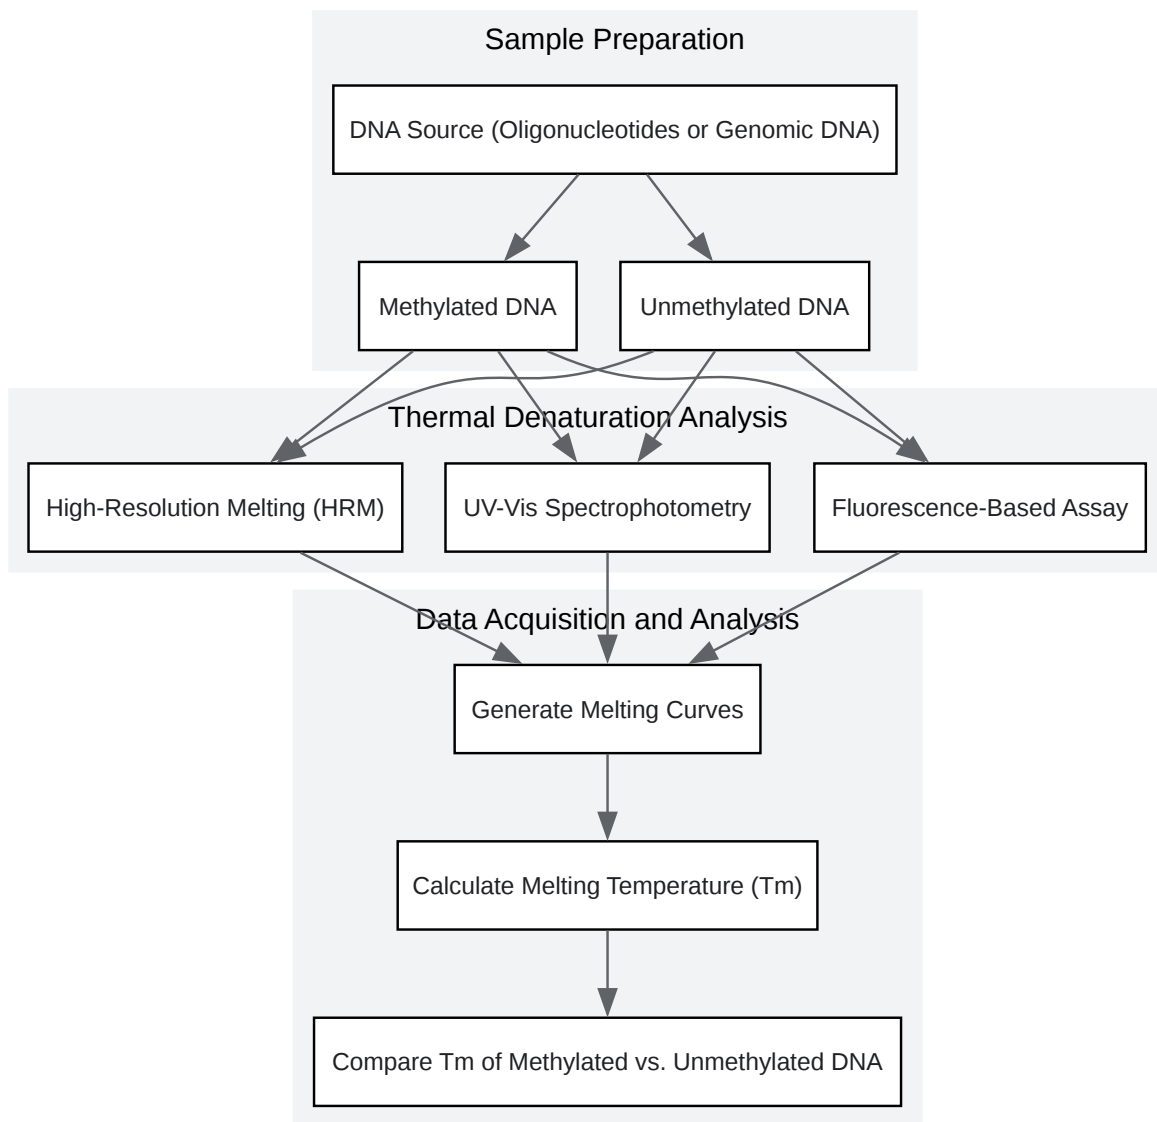 Sample Preparation
DNA Source (Oligonucleotides or Genomic DNA)
Methylated DNA
Unmethylated DNA
Thermal Denaturation Analysis
High-Resolution Melting (HRM)
UV-Vis Spectrophotometry
Fluorescence-Based Assay
Data Acquisition and Analysis
Generate Melting Curves
Calculate Melting Temperature (Tm)
Compare Tm of Methylated vs. Unmethylated DNA